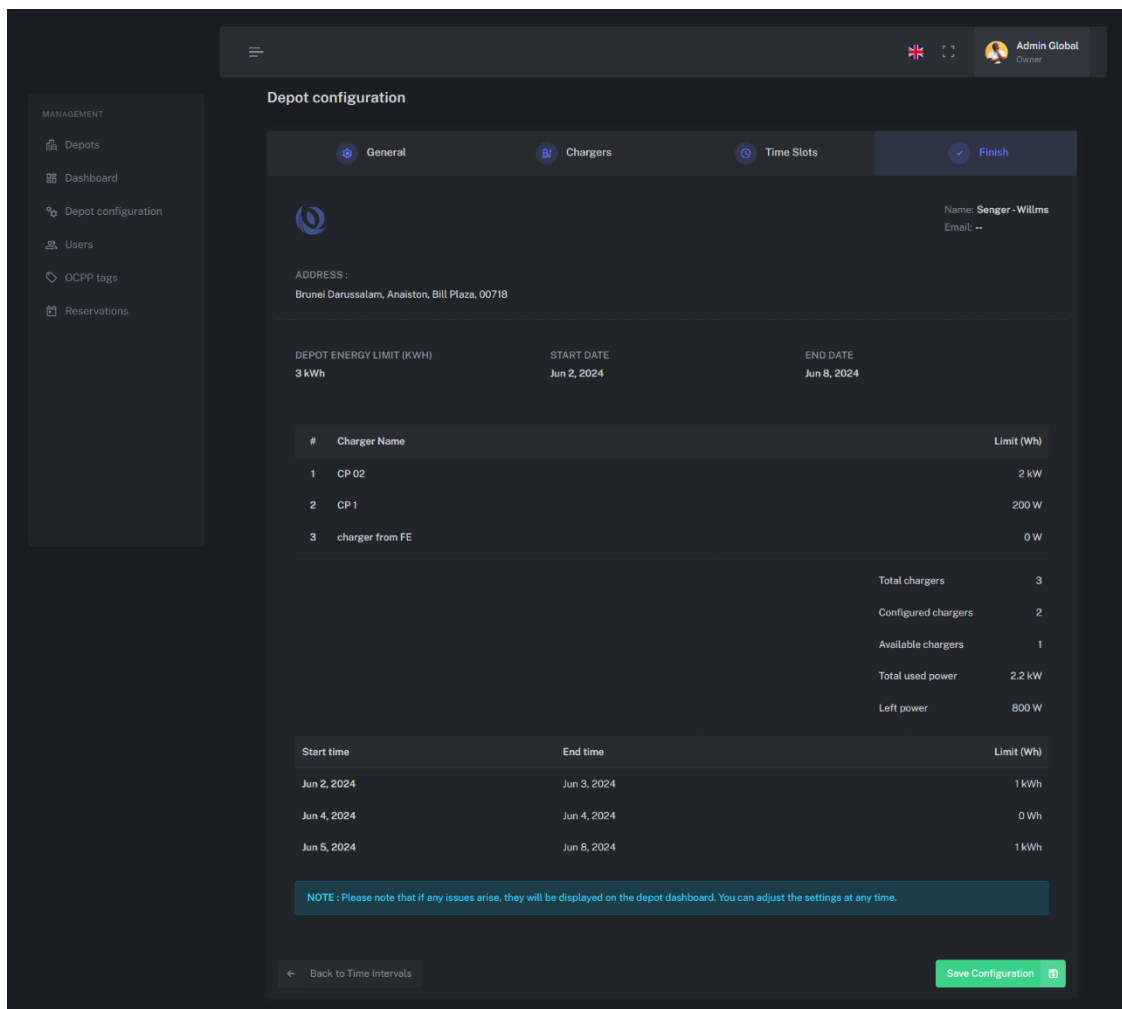 Admin Global
Owner
MANAGEMENT
Depots
Dashboard
Depot configuration
Users
OCPP tags
Reservations
Depot configuration
General
Chargers
Time Slots
Finish
Name: Senger-Willms
Email: --
ADDRESS :
Brunei Darussalam, Anaiston, Bill Plaza, 00718
DEPOT ENERGY LIMIT (KWH) START DATE END DATE
3 kWh Jun 2, 2024 Jun 8, 2024
# Charger Name Limit (Wh)
1 CP 02 2 kW
2 CP 1 200 W
3 charger from FE 0 W
Total chargers 3
Configured chargers 2
Available chargers 1
Total used power 2.2 kW
Left power 800 W
Start time End time Limit (Wh)
Jun 2, 2024 Jun 3, 2024 1 kWh
Jun 4, 2024 Jun 4, 2024 0 Wh
Jun 5, 2024 Jun 8, 2024 1 kWh
NOTE : Please note that if any issues arise, they will be displayed on the depot dashboard. You can adjust the settings at any time.
Back to Time Intervals
Save Configuration